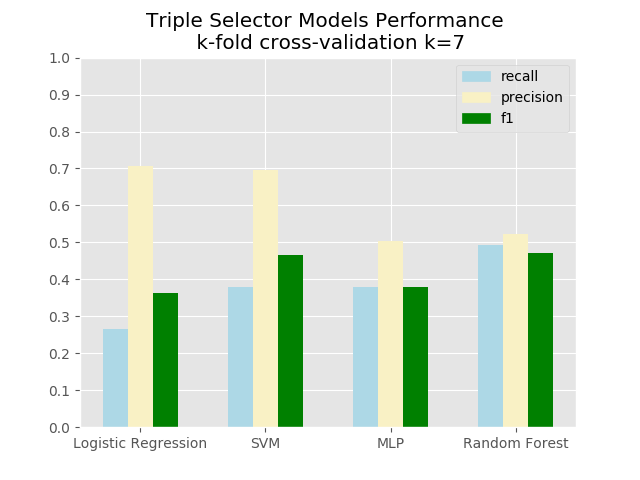 Triple Selector Models Performance
k-fold cross-validation k=7
1.0
0.9
0.8
0.7
0.6
0.5
0.4
0.3
0.2
0.1
0.0
recall
precision
f1
Logistic Regression
SVM
MLP
Random Forest